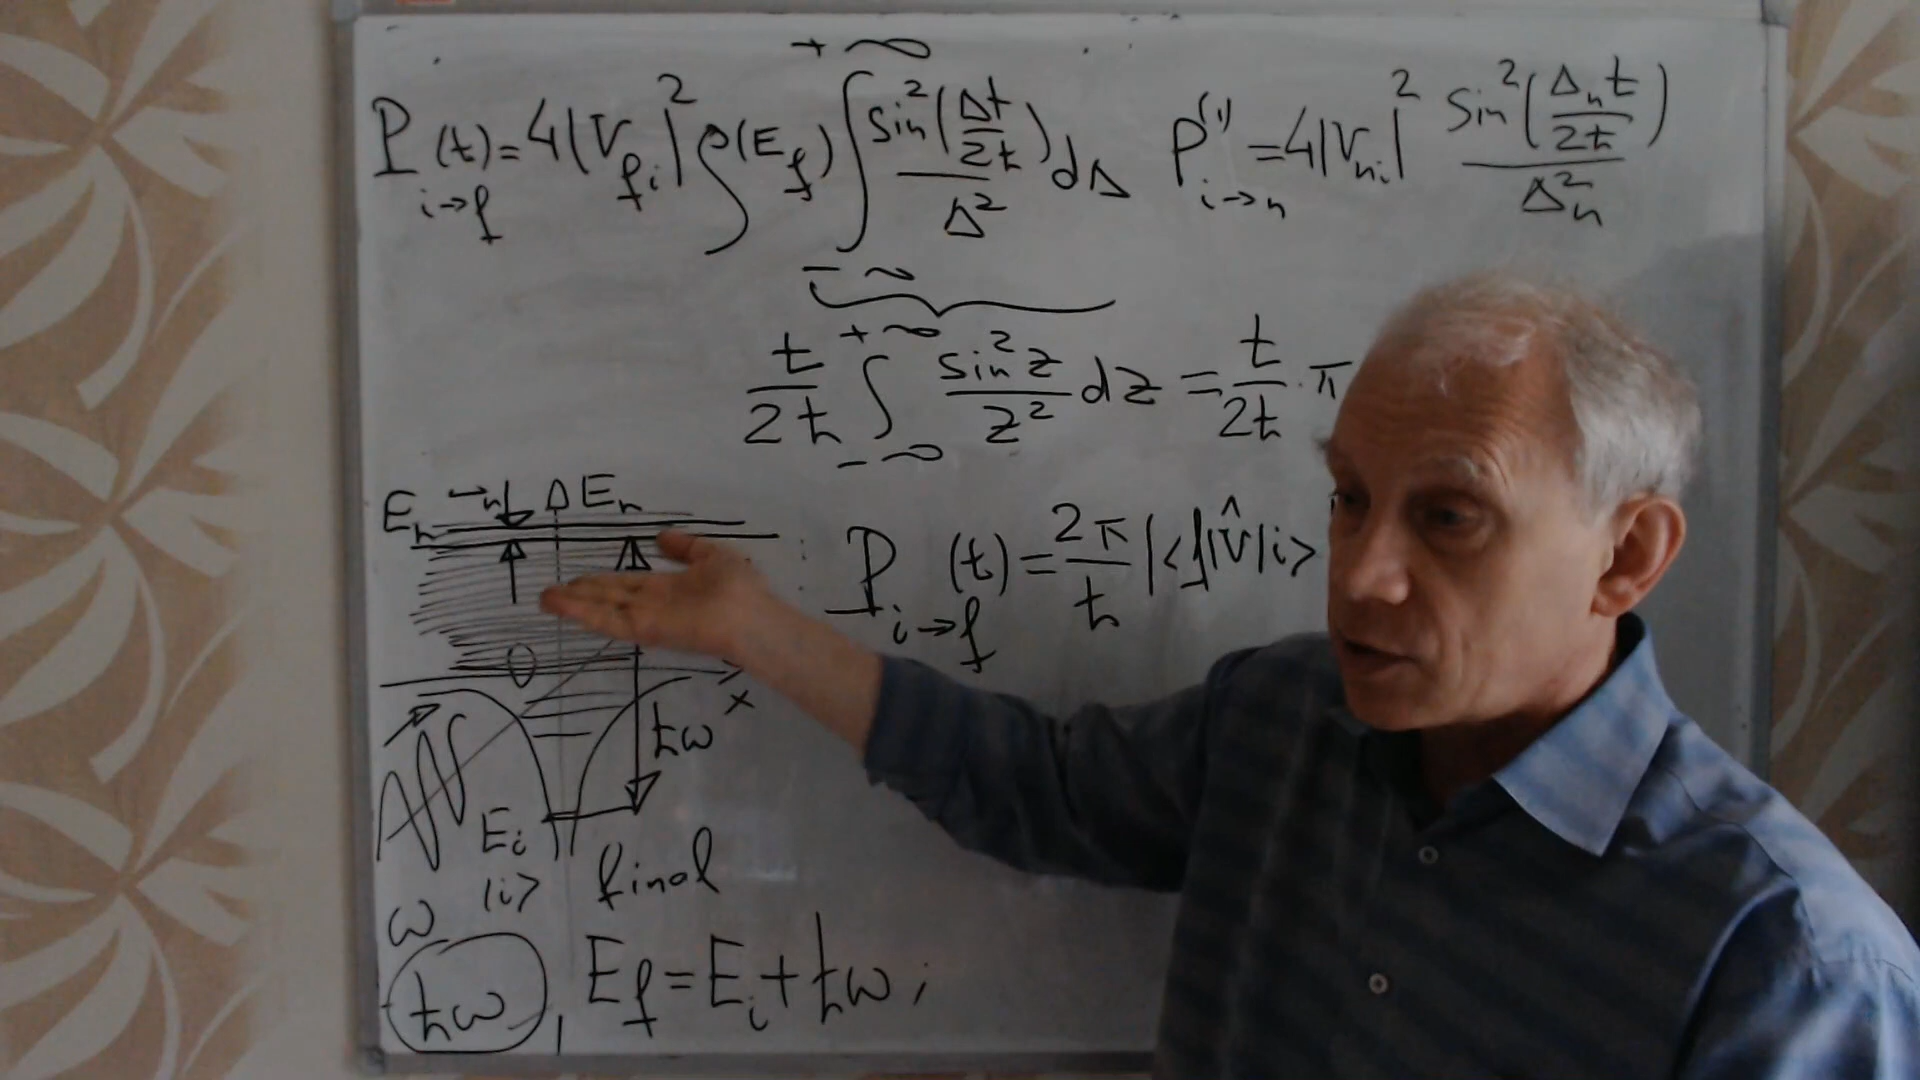 P_{i→f}(t) = 4|V_{fi}|² ρ(E_f) ∫_{-∞}^{+∞} sin²(Δt/2ħ)/Δ² dΔ
P^{(1)}_{i→n} = 4|V_{ni}|² sin²(Δ_n t/2ħ)/Δ_n²
t/2ħ ∫_{-∞}^{+∞} sin²z/z² dz = t/2ħ · π
E_n → ΔE_n
P_{i→f}(t) = 2π/ħ |<f|V̂|i>
0
x
ħω
E_i
|i> final
ω
ħω , E_f = E_i + ħω ;